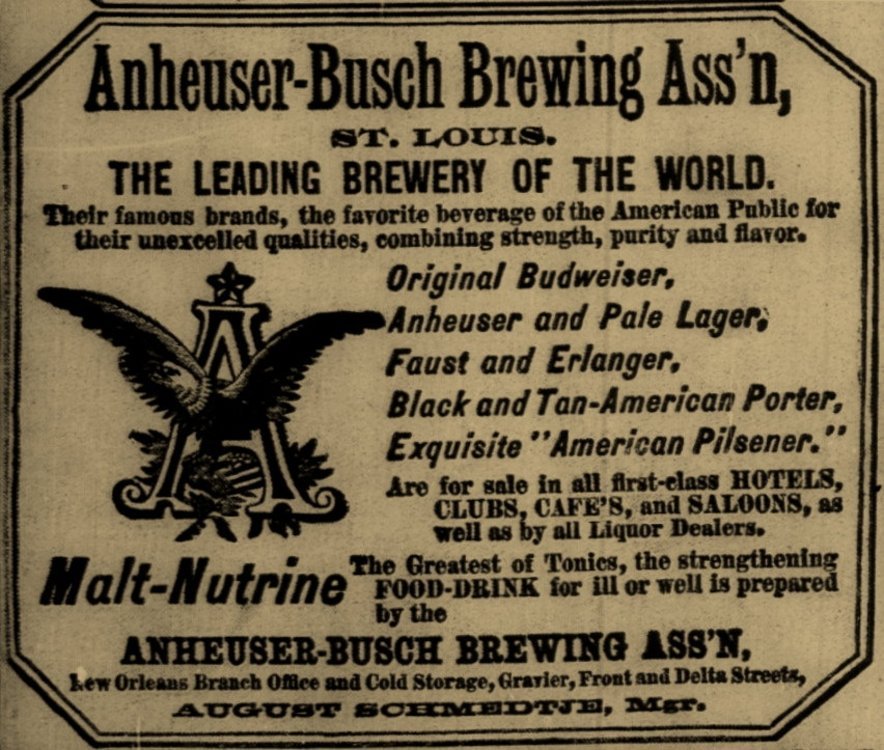 Anheuser-Busch Brewing Ass'n,
ST. LOUIS.
THE LEADING BREWERY OF THE WORLD.
Their famous brands, the favorite beverage of the American Public for
their unexcelled qualities, combining strength, purity and flavor.
Original Budweiser,
Anheuser and Pale Lager,
Faust and Erlanger,
Black and Tan-American Porter,
Exquisite "American Pilsener."
Are for sale in all first-class HOTELS,
CLUBS, CAFE'S, and SALOONS, as
well as by all Liquor Dealers.
Malt-Nutrine The Greatest of Tonics, the strengthening
FOOD-DRINK for ill or well is prepared
by the
ANHEUSER-BUSCH BREWING ASS'N,
New Orleans Branch Office and Cold Storage, Gravier, Front and Delta Streets,
AUGUST SCHMEDTJE, Mgr.